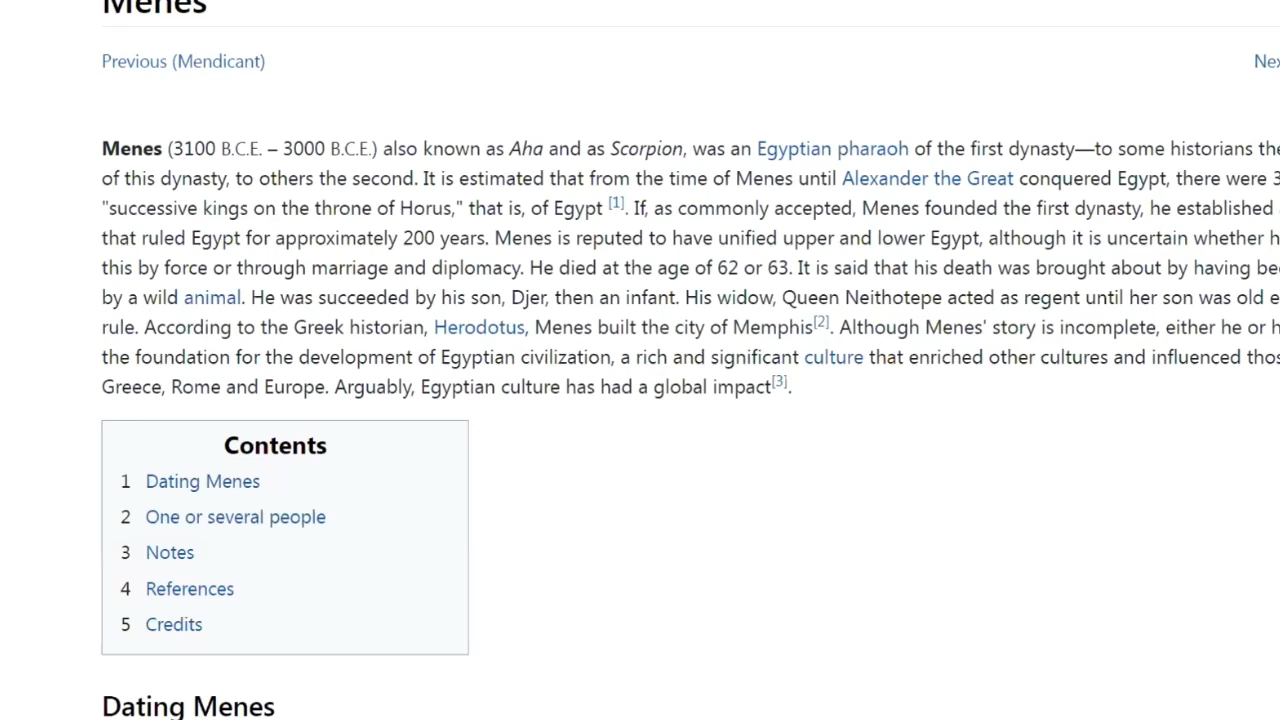 Menes
Previous (Mendicant)
Menes (3100 B.C.E. – 3000 B.C.E.) also known as Aha and as Scorpion, was an Egyptian pharaoh of the first dynasty—to some historians the
of this dynasty, to others the second. It is estimated that from the time of Menes until Alexander the Great conquered Egypt, there were 3
"successive kings on the throne of Horus," that is, of Egypt [1]. If, as commonly accepted, Menes founded the first dynasty, he established
that ruled Egypt for approximately 200 years. Menes is reputed to have unified upper and lower Egypt, although it is uncertain whether h
this by force or through marriage and diplomacy. He died at the age of 62 or 63. It is said that his death was brought about by having be
by a wild animal. He was succeeded by his son, Djer, then an infant. His widow, Queen Neithotepe acted as regent until her son was old e
rule. According to the Greek historian, Herodotus, Menes built the city of Memphis[2]. Although Menes' story is incomplete, either he or h
the foundation for the development of Egyptian civilization, a rich and significant culture that enriched other cultures and influenced thos
Greece, Rome and Europe. Arguably, Egyptian culture has had a global impact[3].
Contents
1 Dating Menes
2 One or several people
3 Notes
4 References
5 Credits
Dating Menes